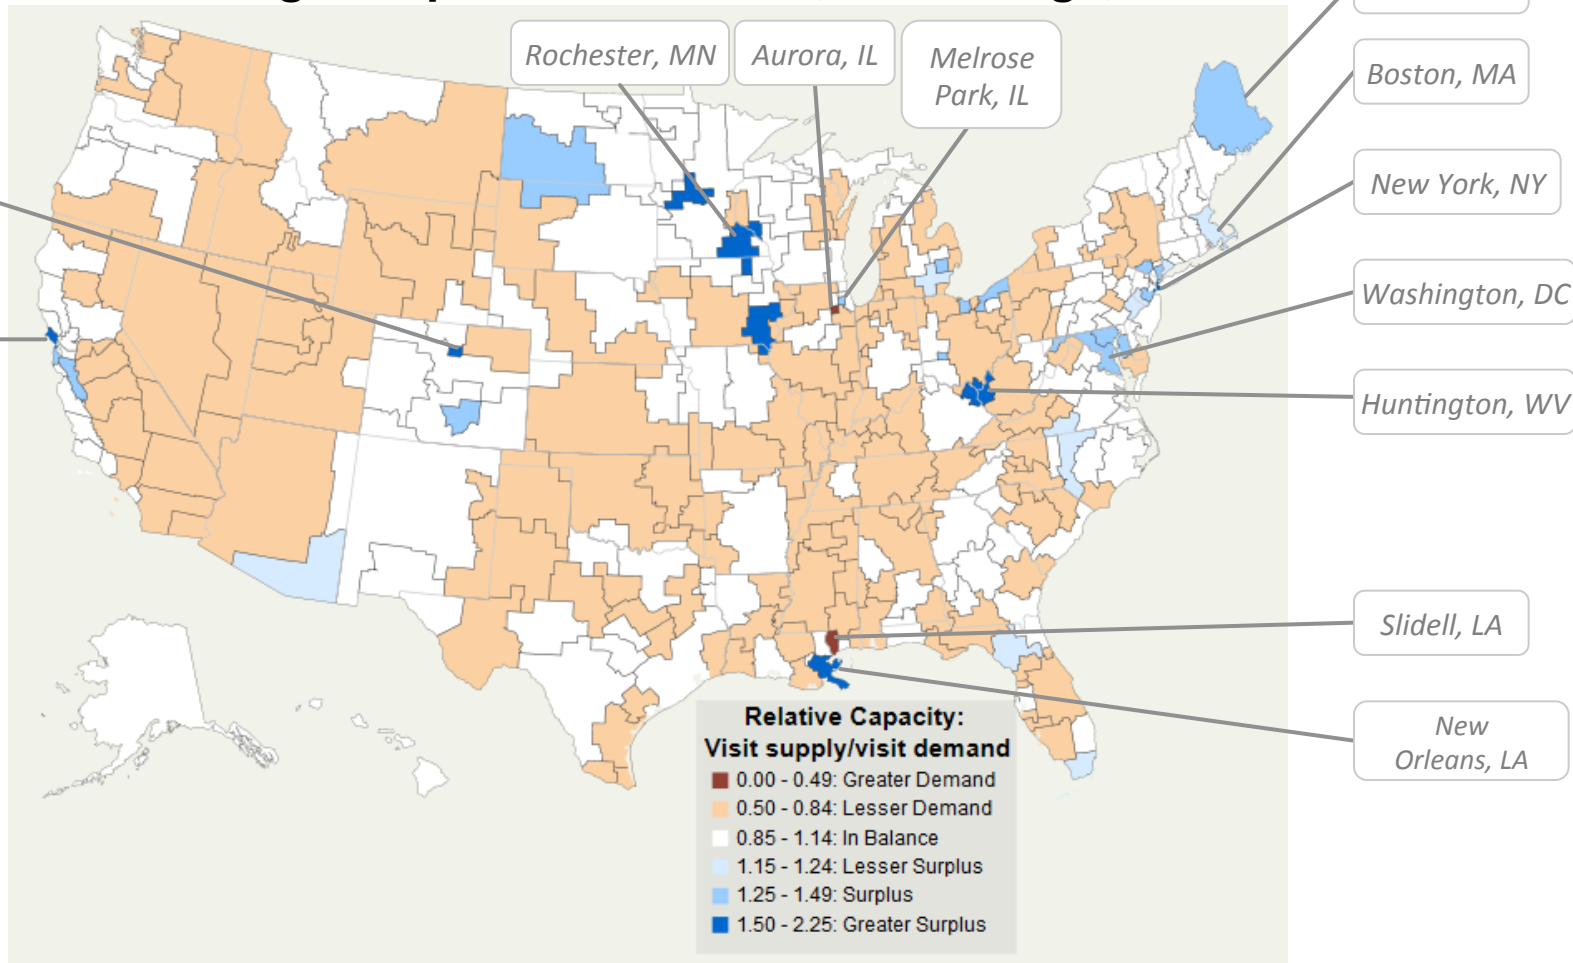 Rochester, MN
Aurora, IL
Melrose
Park, IL
Boston, MA
New York, NY
Washington, DC
Huntington, WV
Slidell, LA
New
Orleans, LA
Relative Capacity:
Visit supply/visit demand
0.00 - 0.49: Greater Demand
0.50 - 0.84: Lesser Demand
0.85 - 1.14: In Balance
1.15 - 1.24: Lesser Surplus
1.25 - 1.49: Surplus
1.50 - 2.25: Greater Surplus